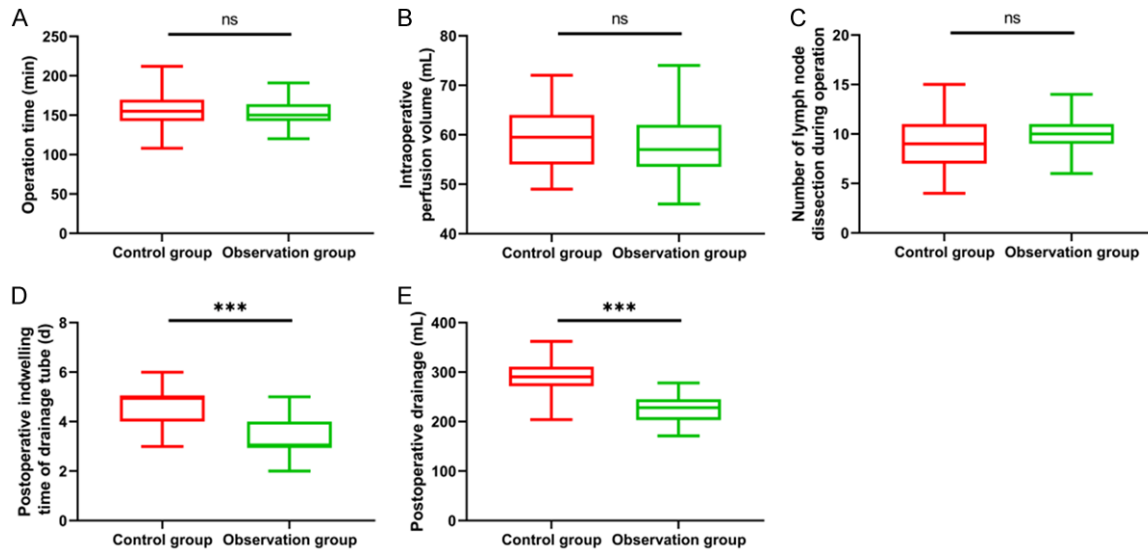 A
ns
Operation time (min)
250
200
150
100
50
0
Control group Observation group
B
ns
Intraoperative
perfusion volume (mL)
80
70
60
50
40
Control group Observation group
C
ns
Number of lymph node
dissection during operation
20
15
10
5
0
Control group Observation group
D
***
Postoperative indwelling
time of drainage tube (d)
8
6
4
2
0
Control group Observation group
E
***
Postoperative drainage (mL)
400
300
200
100
0
Control group Observation group